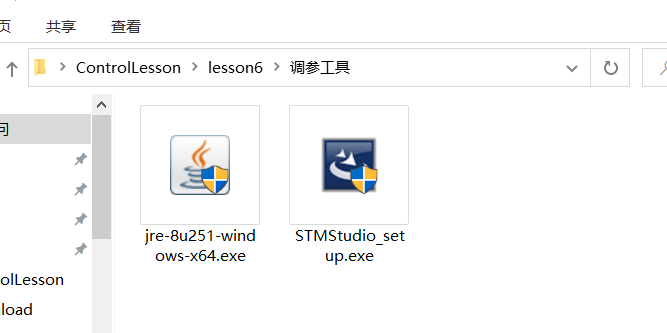 页 共享 查看
ControlLesson lesson6 调参工具
问
jre-8u251-wind
ows-x64.exe
STMStudio_set
up.exe
olLesson
load